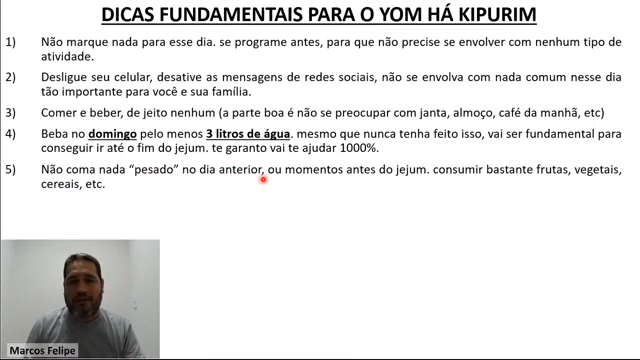 DICAS FUNDAMENTAIS PARA O YOM HÁ KIPURIM
1) Não marque nada para esse dia. se programe antes, para que não precise se envolver com nenhum tipo de
atividade.
2) Desligue seu celular, desative as mensagens de redes sociais, não se envolva com nada comum nesse dia
tão importante para você e sua família.
3) Comer e beber, de jeito nenhum (a parte boa é não se preocupar com janta, almoço, café da manhã, etc)
4) Beba no domingo pelo menos 3 litros de água. mesmo que nunca tenha feito isso, vai ser fundamental para
conseguir ir até o fim do jejum. te garanto vai te ajudar 1000%.
5) Não coma nada “pesado” no dia anterior, ou momentos antes do jejum. consumir bastante frutas, vegetais,
cereais, etc.
Marcos Felipe